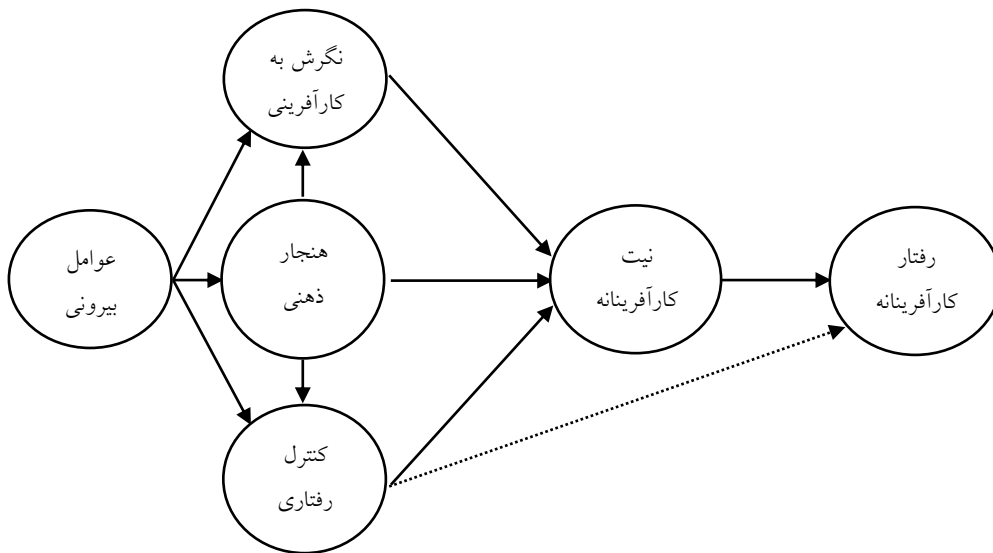 نگرش به
کارآفرینی
عوامل
بیرونی
هنجار
ذهنی
نیت
کارآفرینانه
رفتار
کارآفرینانه
کنترل
رفتاری